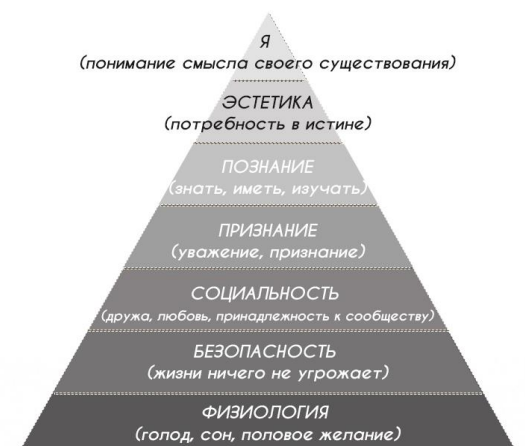 Я
(понимание смысла своего существования)
ЭСТЕТИКА
(потребность в истине)
ПОЗНАНИЕ
(знать, иметь, изучать)
ПРИЗНАНИЕ
(уважение, признание)
СОЦИАЛЬНОСТЬ
(дружа, любовь, принадлежность к сообществу)
БЕЗОПАСНОСТЬ
(жизни ничего не угрожает)
ФИЗИОЛОГИЯ
(голод, сон, половое желание)